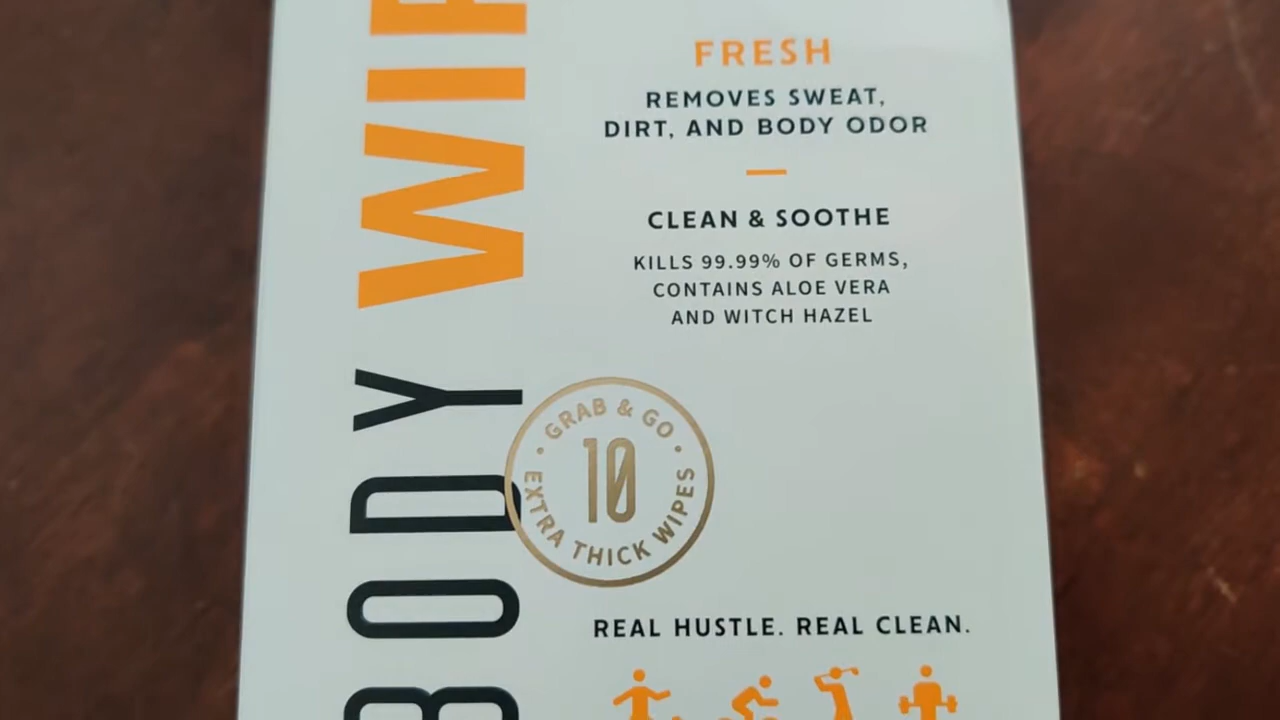 BODY WIP
FRESH
REMOVES SWEAT,
DIRT, AND BODY ODOR
CLEAN & SOOTHE
KILLS 99.99% OF GERMS,
CONTAINS ALOE VERA
AND WITCH HAZEL
• GRAB & GO •
10
EXTRA THICK WIPES
REAL HUSTLE. REAL CLEAN.